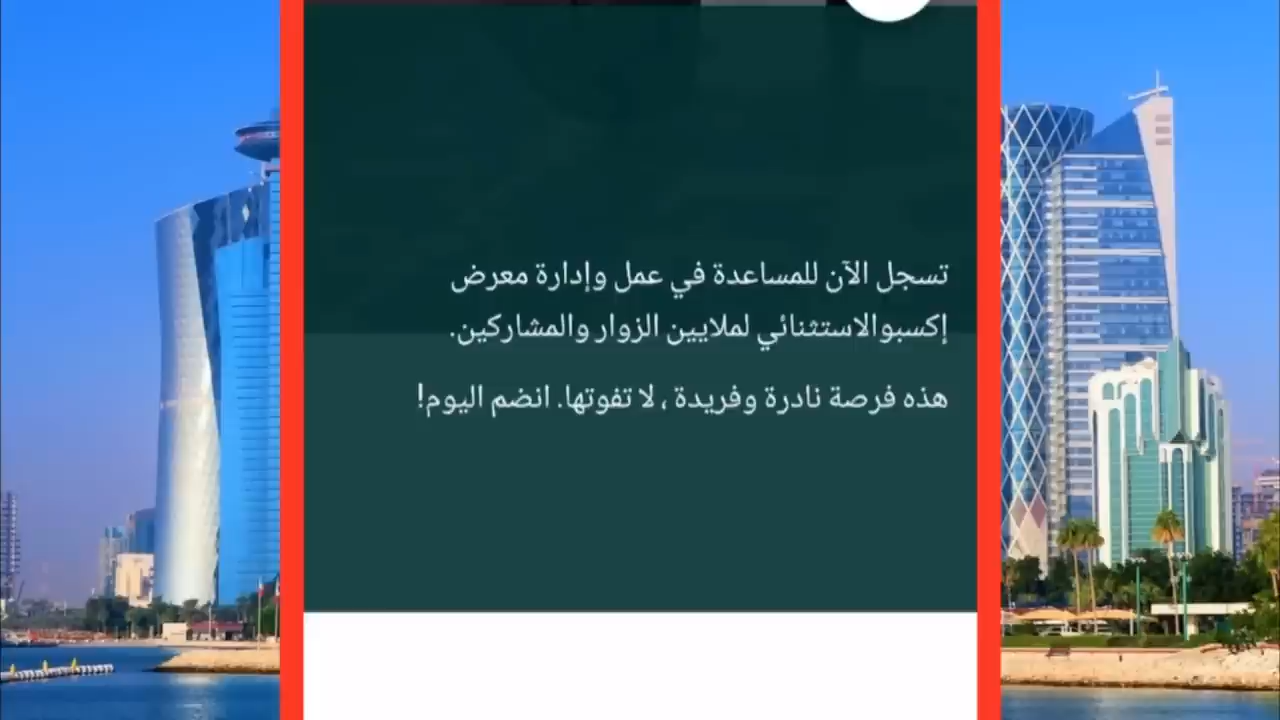 تسجل الآن للمساعدة في عمل وإدارة معرض
إكسبوالاستثنائي لملايين الزوار والمشاركين.
هذه فرصة نادرة وفريدة ، لا تفوتها. انضم اليوم!